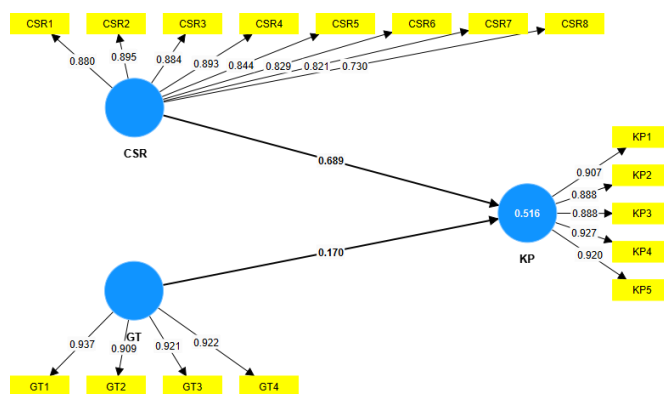 CSR1 CSR2 CSR3 CSR4 CSR5 CSR6 CSR7 CSR8
0.880 0.895 0.884 0.893 0.844 0.829 0.821 0.730
CSR
0.689
KP1
0.907
KP2
0.888
0.516
0.888
KP3
0.927
KP4
0.920
KP
KP5
0.170
GT
0.937 0.909 0.921 0.922
GT1 GT2 GT3 GT4